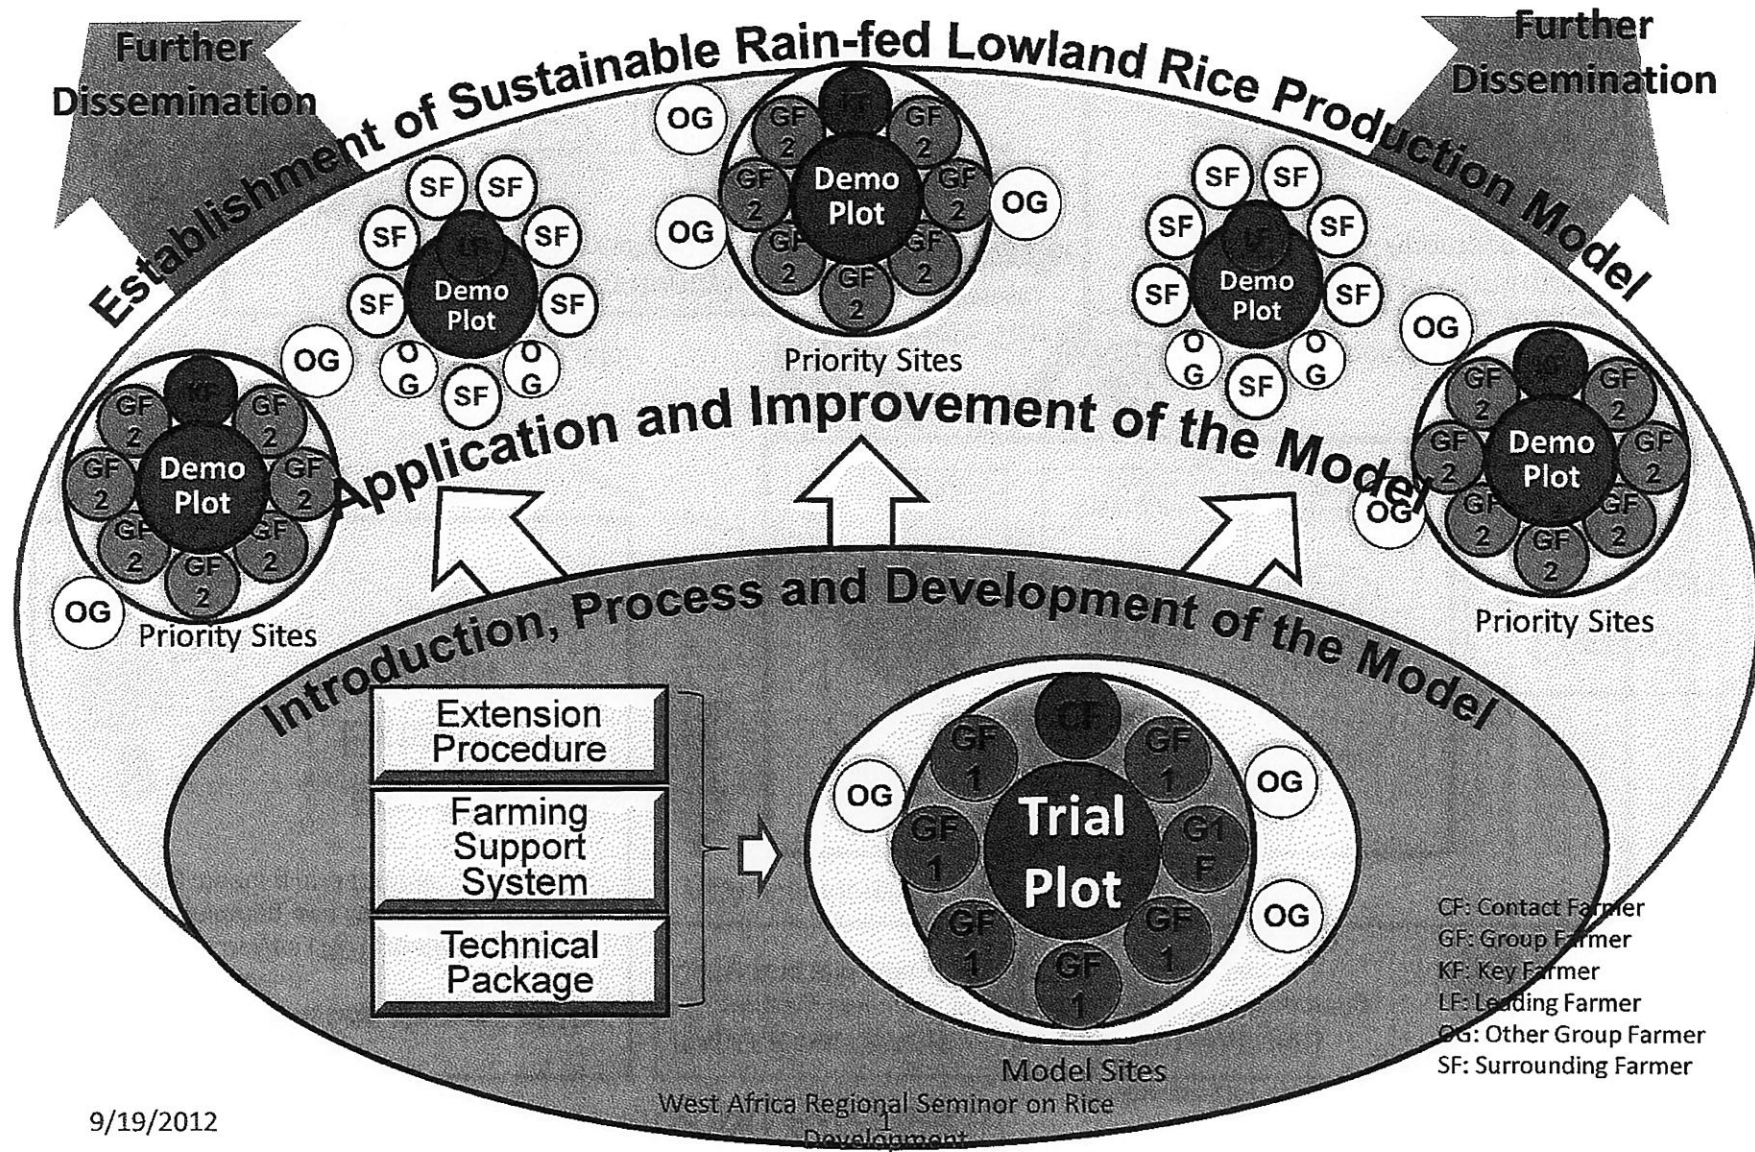 Further
Dissemination
Further
Dissemination
Establishment of Sustainable Rain-fed Lowland Rice Production Model
OG
GF
2
GF
2
GF
2
Demo
Plot
GF
2
GF
2
GF
2
GF
2
OG
OG
Priority Sites
SF
SF
SF
SF
LF
Demo
Plot
SF
SF
O
G
O
G
SF
SF
SF
SF
SF
LF
Demo
Plot
SF
SF
O
G
O
G
SF
OG
KF
GF
2
GF
2
GF
2
Demo
Plot
GF
2
GF
2
GF
2
GF
2
OG
Priority Sites
OG
GF
2
GF
2
GF
2
Demo
Plot
GF
2
OG
GF
2
GF
2
GF
2
Priority Sites
Application and Improvement of the Model
Introduction, Process and Development of the Model
Extension
Procedure
Farming
Support
System
Technical
Package
CF
GF
1
GF
1
OG
OG
GF
1
Trial
Plot
G1
F
GF
1
GF
1
OG
GF
1
Model Sites
CF: Contact Farmer
GF: Group Farmer
KF: Key Farmer
LF: Leading Farmer
OG: Other Group Farmer
SF: Surrounding Farmer
9/19/2012
West Africa Regional Seminor on Rice
1
Development